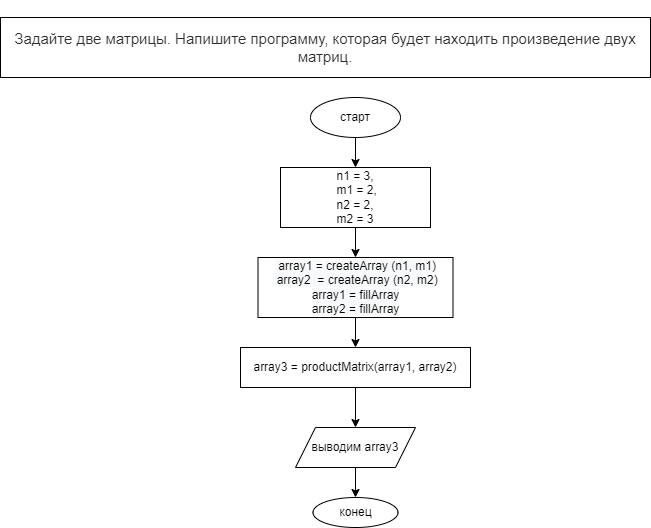 Задайте две матрицы. Напишите программу, которая будет находить произведение двух
матриц.
старт
n1 = 3,
m1 = 2,
n2 = 2,
m2 = 3
array1 = createArray (n1, m1)
array2 = createArray (n2, m2)
array1 = fillArray
array2 = fillArray
array3 = productMatrix(array1, array2)
выводим array3
конец